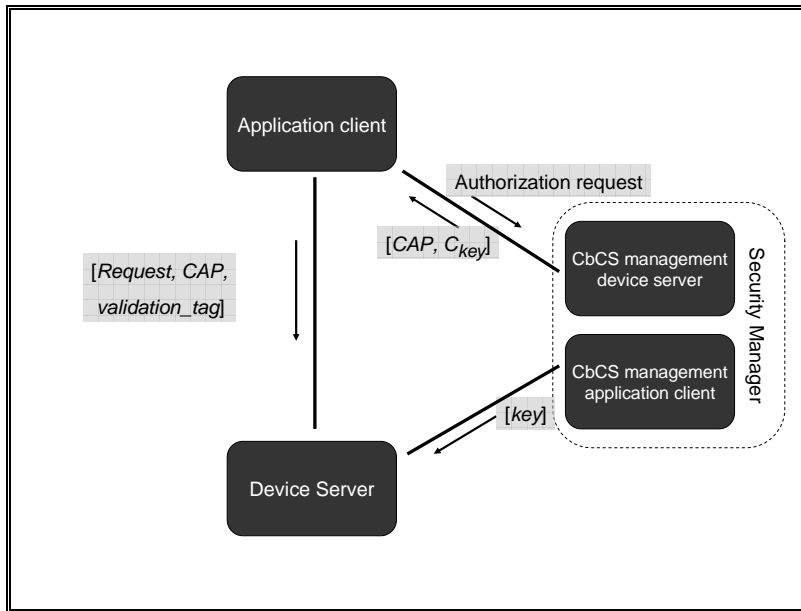 Application client
Authorization request
[CAP, Ckey]
[Request, CAP,
validation_tag]
CbCS management
device server
CbCS management
application client
Security Manager
[key]
Device Server